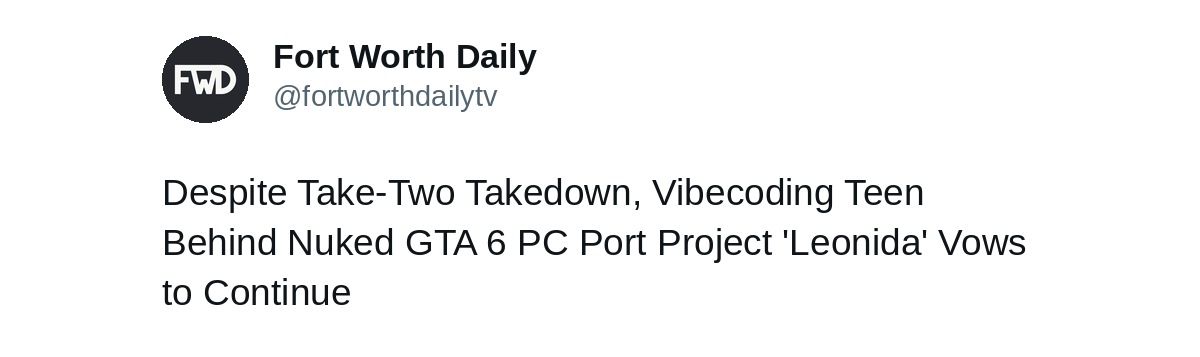 FWD
Fort Worth Daily
@fortworthdailytv
Despite Take-Two Takedown, Vibecoding Teen
Behind Nuked GTA 6 PC Port Project 'Leonida' Vows
to Continue